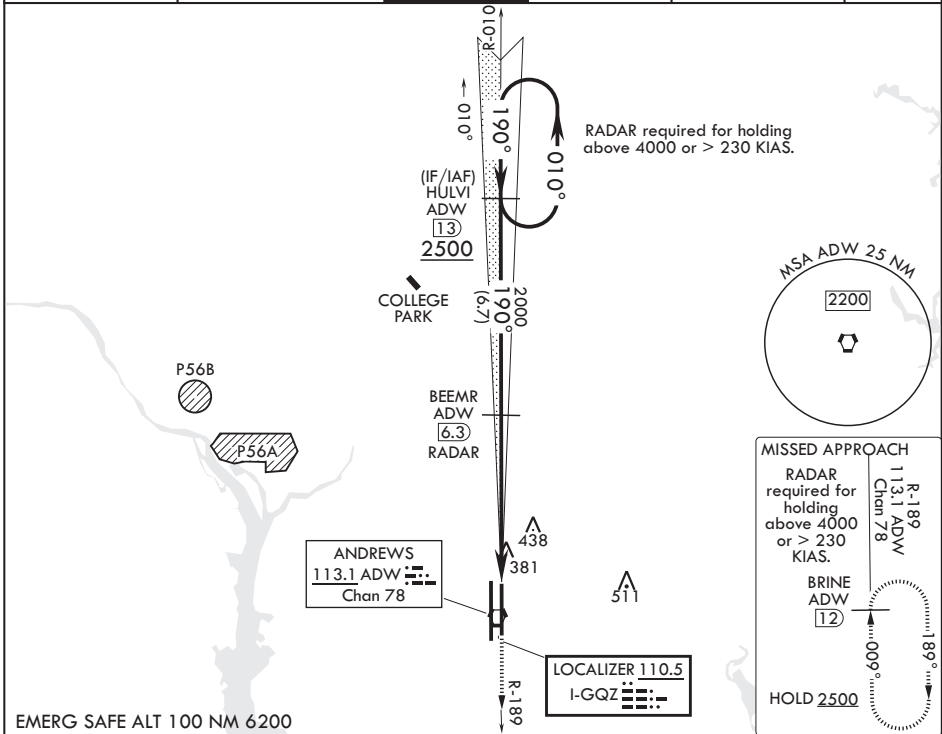 R-010
010°
190°
010°
RADAR required for holding
above 4000 or > 230 KIAS.
(IF/IAF)
HULVI
ADW
13
2500
COLLEGE
PARK
2000
190°
(6.7)
MSA ADW 25 NM
2200
P56B
P56A
BEEMR
ADW
6.3
RADAR
438
381
511
ANDREWS
113.1 ADW
Chan 78
LOCALIZER 110.5
I-GQZ
R-189
MISSED APPROACH
RADAR
required for
holding
above 4000
or > 230
KIAS.
R-189
113.1 ADW
Chan 78
BRINE
ADW
12
009°
189°
HOLD 2500
EMERG SAFE ALT 100 NM 6200